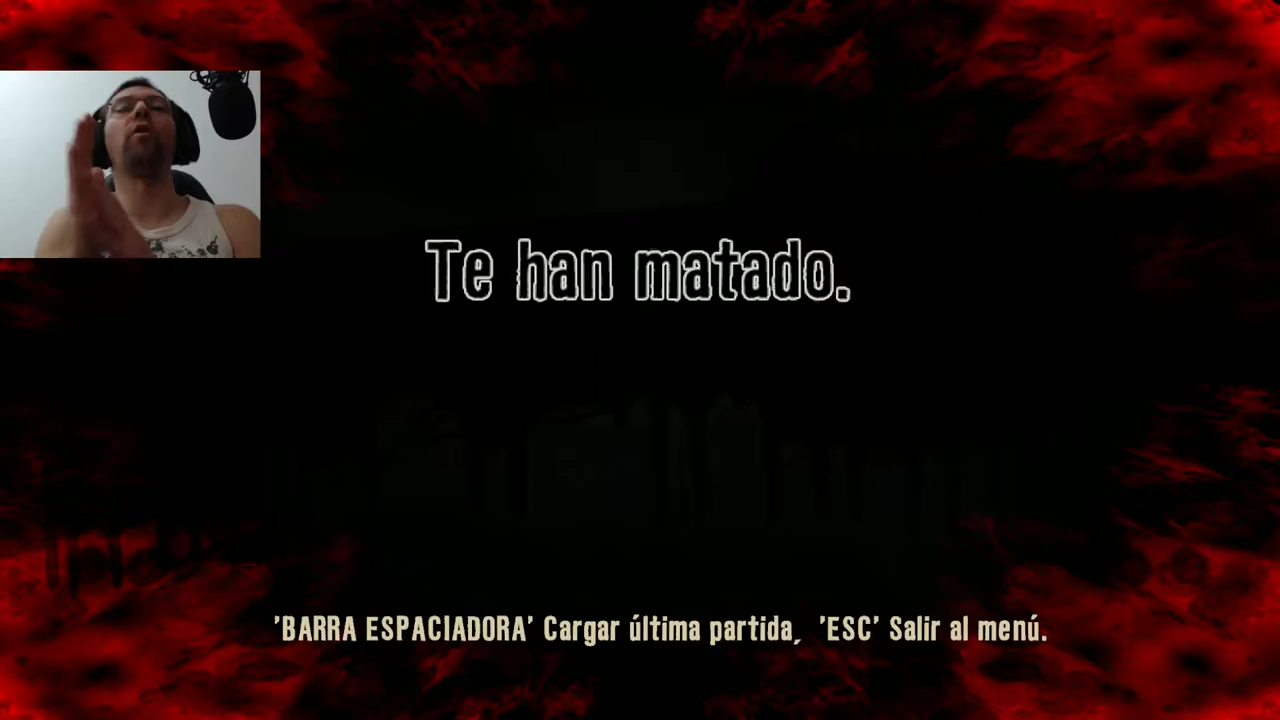 Te han matado.
'BARRA ESPACIADORA' Cargar última partida, 'ESC' Salir al menú.